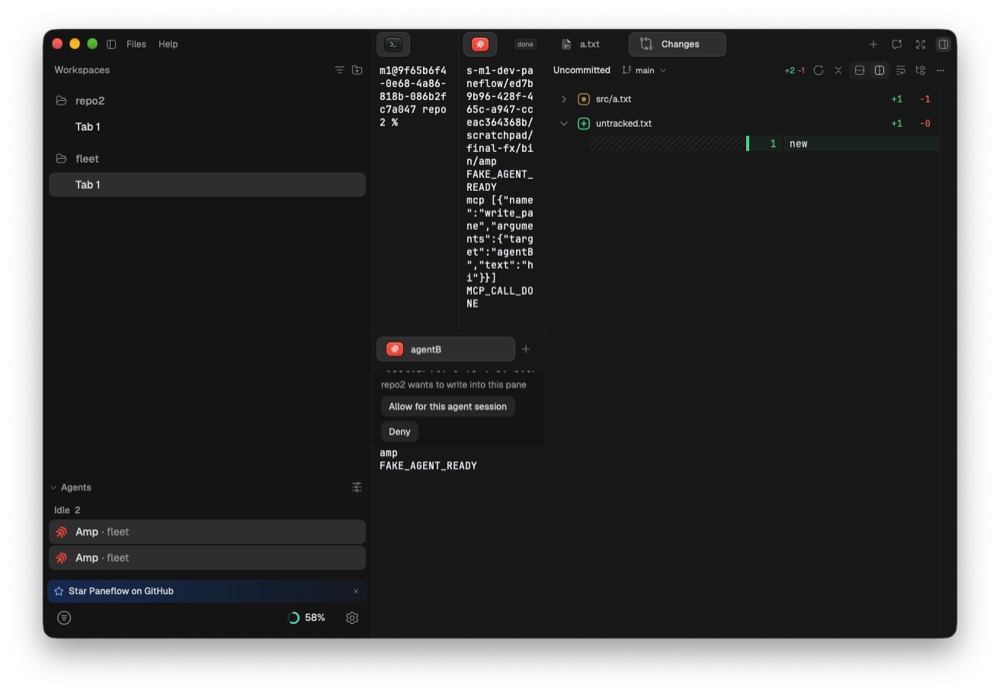 Files
Help
Workspaces
repo2
Tab 1
fleet
Tab 1
Agents
Idle 2
Amp · fleet
Amp · fleet
Star Paneflow on GitHub
58%
m1@9f65b6f4
-0e68-4a86-
818b-086b2f
c7a047 repo
2 %
done
s-m1-dev-pa
neflow/ed7b
9b96-428f-4
65c-a947-cc
eac364368b/
scratchpad/
final-fx/bi
n/amp
FAKE_AGENT_
READY
mcp [{"name
":"write_pa
ne","argume
nts":{"targ
et":"agentB
","text":"h
i"}}]
MCP_CALL_DO
NE
agentB
repo2 wants to write into this pane
Allow for this agent session
Deny
amp
FAKE_AGENT_READY
a.txt
Changes
Uncommitted
main
+2 -1
src/a.txt
+1 -1
untracked.txt
+1 -0
1 new